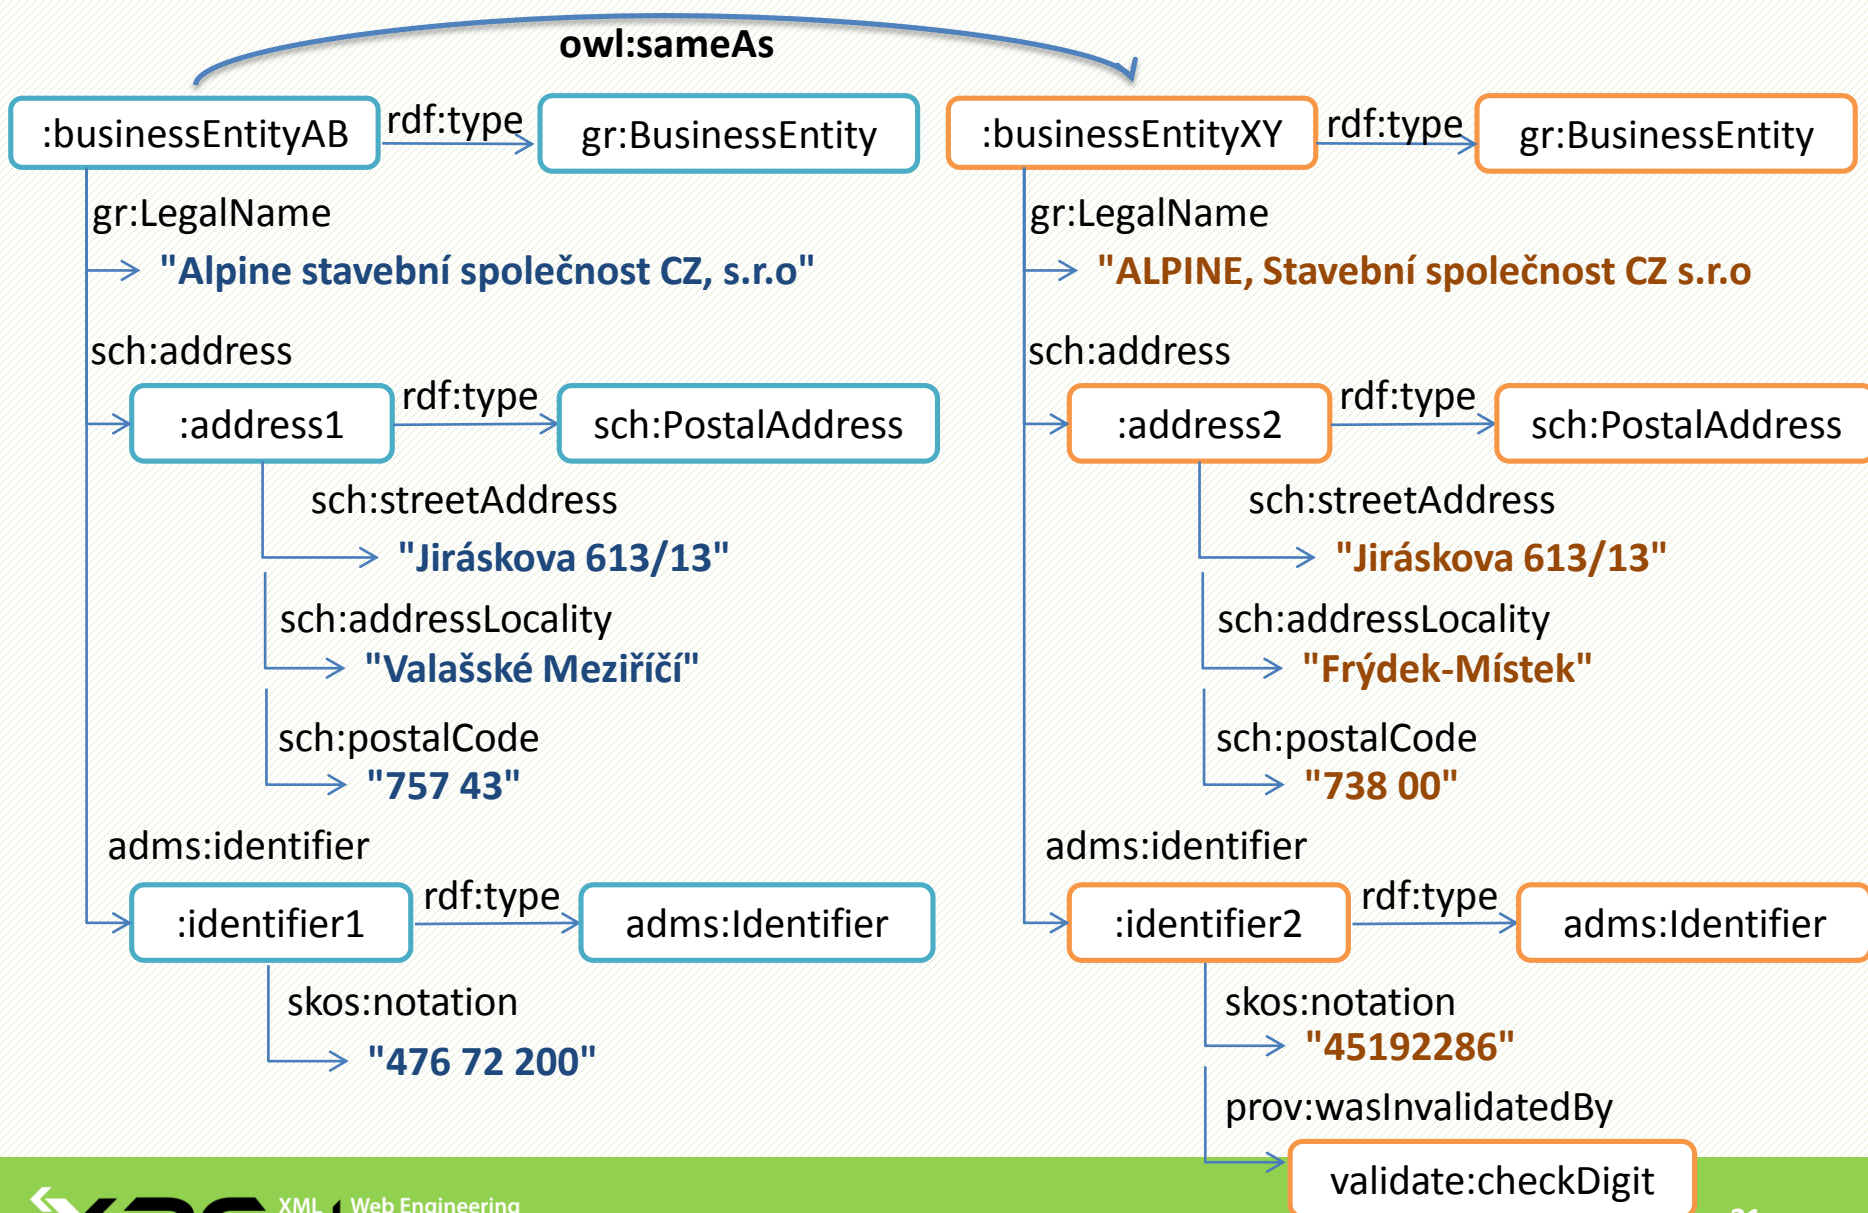 owl:sameAs
:businessEntityAB rdf:type gr:BusinessEntity
gr:LegalName
"Alpine stavební společnost CZ, s.r.o"
sch:address
:address1 rdf:type sch:PostalAddress
sch:streetAddress
"Jiráskova 613/13"
sch:addressLocality
"Valašské Meziříčí"
sch:postalCode
"757 43"
adms:identifier
:identifier1 rdf:type adms:Identifier
skos:notation
"476 72 200"
:businessEntityXY rdf:type gr:BusinessEntity
gr:LegalName
"ALPINE, Stavební společnost CZ s.r.o
sch:address
:address2 rdf:type sch:PostalAddress
sch:streetAddress
"Jiráskova 613/13"
sch:addressLocality
"Frýdek-Místek"
sch:postalCode
"738 00"
adms:identifier
:identifier2 rdf:type adms:Identifier
skos:notation
"45192286"
prov:wasInvalidatedBy
validate:checkDigit
XML Web Engineering